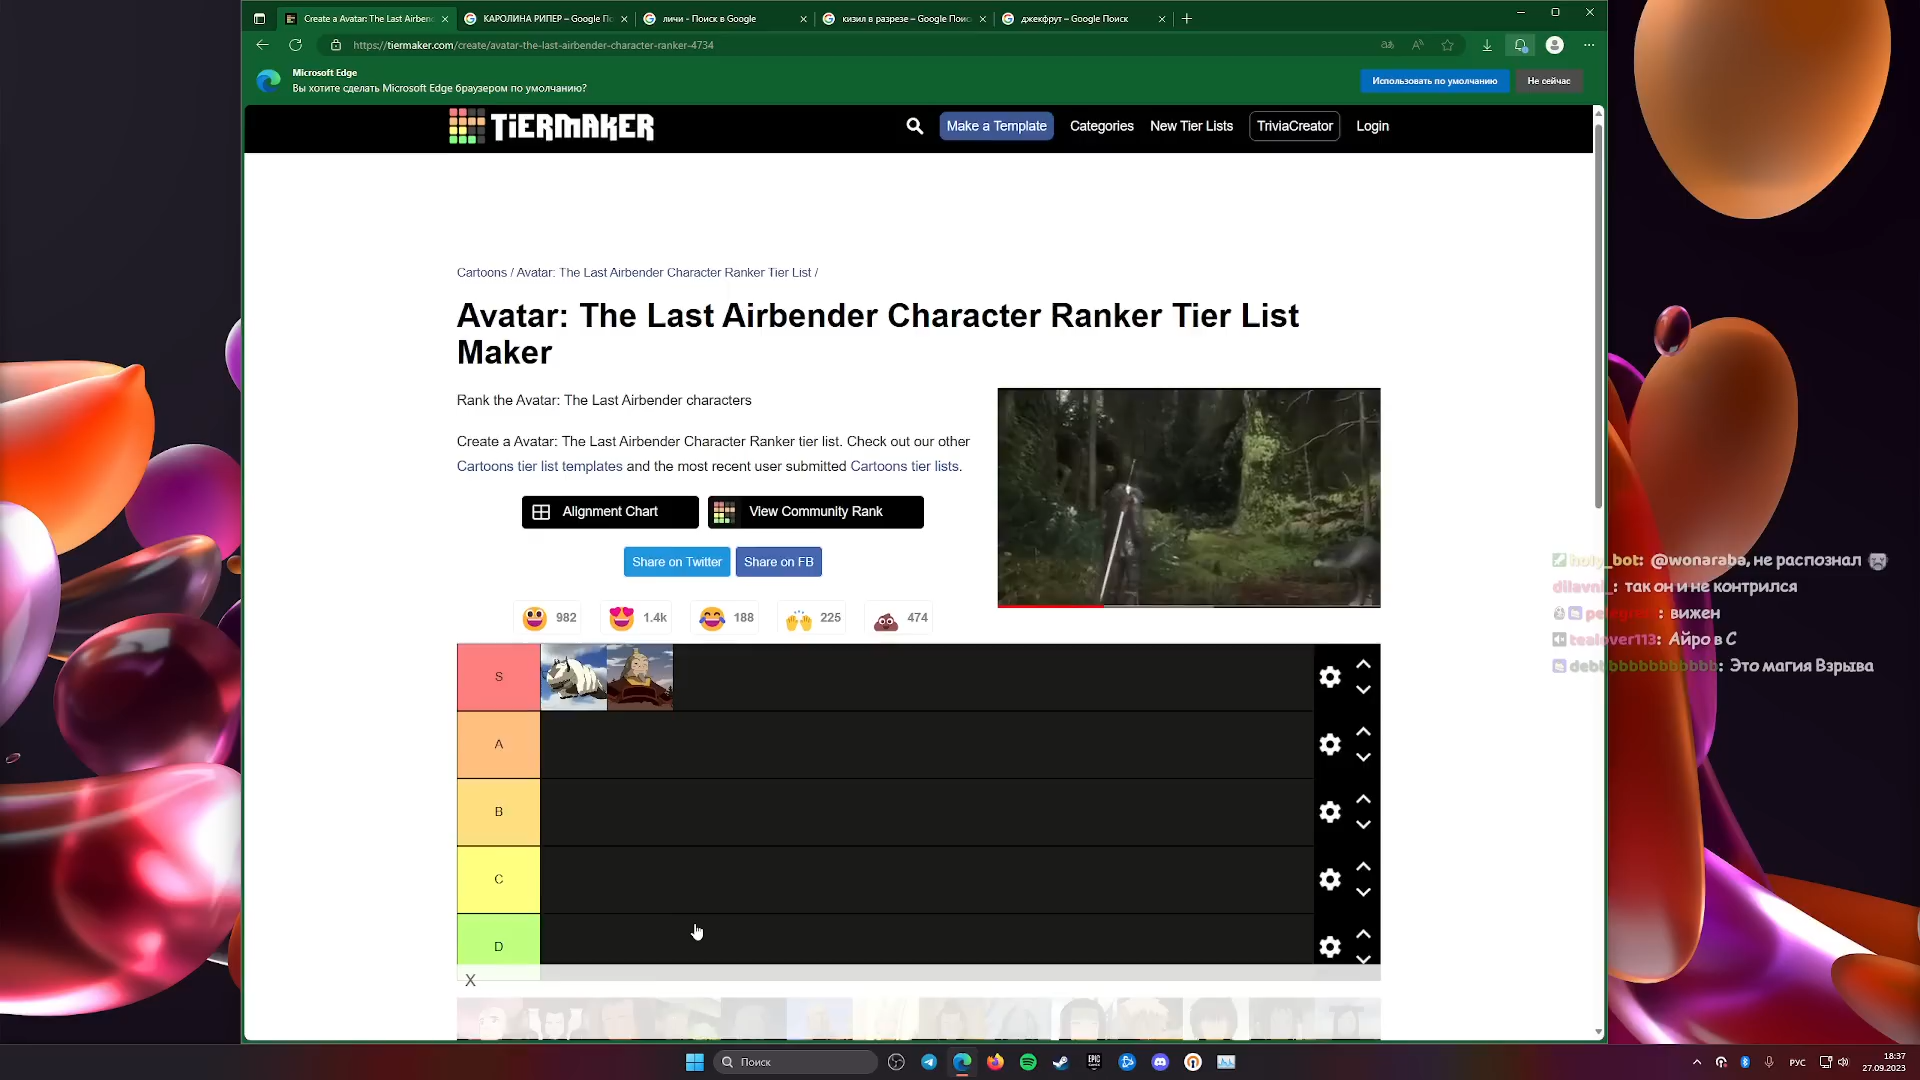 Create a Avatar: The Last Airbenc
КАРОЛИНА РИПЕР – Google По
личи - Поиск в Google
кизил в разрезе – Google Поис
джекфрут – Google Поиск
https://tiermaker.com/create/avatar-the-last-airbender-character-ranker-4734
Microsoft Edge
Вы хотите сделать Microsoft Edge браузером по умолчанию?
Использовать по умолчанию
Не сейчас
TiERMAKER
Make a Template
Categories
New Tier Lists
TriviaCreator
Login
Cartoons / Avatar: The Last Airbender Character Ranker Tier List /
Avatar: The Last Airbender Character Ranker Tier List
Maker
Rank the Avatar: The Last Airbender characters
Create a Avatar: The Last Airbender Character Ranker tier list. Check out our other
Cartoons tier list templates and the most recent user submitted Cartoons tier lists.
Alignment Chart
View Community Rank
Share on Twitter
Share on FB
982
1.4k
188
225
474
holy_bot: @wonaraba, не распознал
: так он и не контрился
: вижен
tealover113: Айро в С
debbbbbbbbbbbbb: Это магия Взрыва
S
A
B
C
D
X
Поиск
EPIC
РУС
18:37
27.09.2023